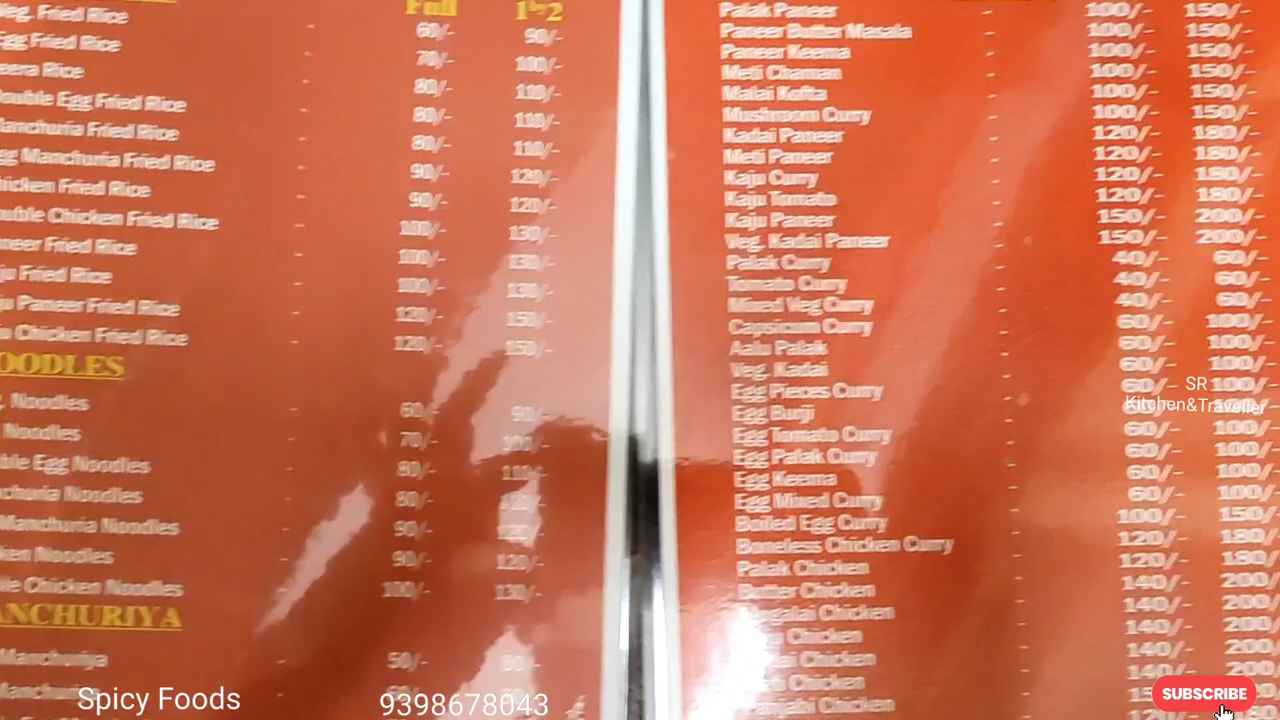 Full 1by2
Veg. Fried Rice - 60/- 90/-
Egg Fried Rice - 70/- 100/-
Rice - 80/- 110/-
Double Egg Fried Rice - 80/- 110/-
Manchuria Fried Rice - 80/- 110/-
Egg Manchuria Fried Rice - 90/- 120/-
Chicken Fried Rice - 90/- 120/-
Double Chicken Fried Rice - 100/- 130/-
Fried Rice - 100/- 130/-
Fried Rice - 100/- 130/-
Paneer Fried Rice - 120/- 150/-
Chicken Fried Rice - 120/- 150/-
OODLES
Noodles - 60/- 90/-
Noodles - 70/-
Egg Noodles - 80/- 110/-
Noodles - 80/-
Manchuria Noodles - 90/-
Noodles - 90/- 120/-
Chicken Noodles - 100/- 130/-
ANCHURIYA
Manchuriya - 50/- 80/-
Palak Paneer - 100/- 150/-
Paneer Butter Masala - 100/- 150/-
Paneer Keema - 100/- 150/-
Meti Chaman - 100/- 150/-
Malai Kofta - 100/- 150/-
Mushroom Curry - 100/- 150/-
Kadai Paneer - 120/- 180/-
Meti Paneer - 120/- 180/-
Kaju Curry - 120/- 180/-
Kaju Tomato - 120/- 180/-
Kaju Paneer - 150/- 200/-
Veg. Kadai Paneer - 150/- 200/-
Palak Curry - 40/- 60/-
Tomato Curry - 40/- 60/-
Mixed Veg Curry - 40/- 60/-
Capsicum Curry - 60/- 100/-
Aalu Palak - 60/- 100/-
Veg. Kadai - 60/- 100/-
Egg Pieces Curry - 60/- 100/-
Egg Burji - 60/- 100/-
Egg Tomato Curry - 60/- 100/-
Egg Palak Curry - 60/- 100/-
Egg Keema - 60/- 100/-
Egg Mixed Curry - 60/- 100/-
Boiled Egg Curry - 100/- 150/-
Boneless Chicken Curry - 120/- 180/-
Palak Chicken - 120/- 180/-
Butter Chicken - 140/- 200/-
Chicken - 140/- 200/-
Chicken - 140/- 200/-
Chicken - 140/- 200/-
Chicken - 140/- 200/-
Chicken
SR
Kitchen&Traveller
Spicy Foods
9398678043
SUBSCRIBE